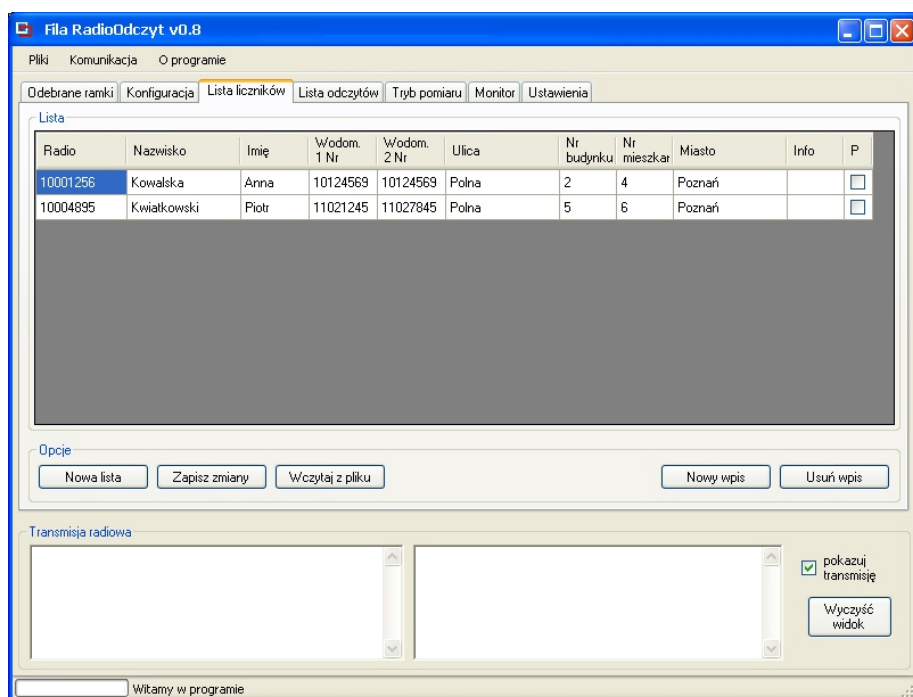 Fila RadioOdczyt v0.8
Pliki Komunikacja O programie
Odebrane ramki Konfiguracja Lista liczników Lista odczytów Tryb pomiaru Monitor Ustawienia
Lista
Radio Nazwisko Imię Wodom. 1 Nr Wodom. 2 Nr Ulica Nr budynku Nr mieszkar Miasto Info P
10001256 Kowalska Anna 10124569 10124569 Polna 2 4 Poznań
10004895 Kwiatkowski Piotr 11021245 11027845 Polna 5 6 Poznań
Opcje
Nowa lista Zapisz zmiany Wczytaj z pliku Nowy wpis Usuń wpis
Transmisja radiowa
pokazuj
transmisję
Wyczyść
widok
Witamy w programie